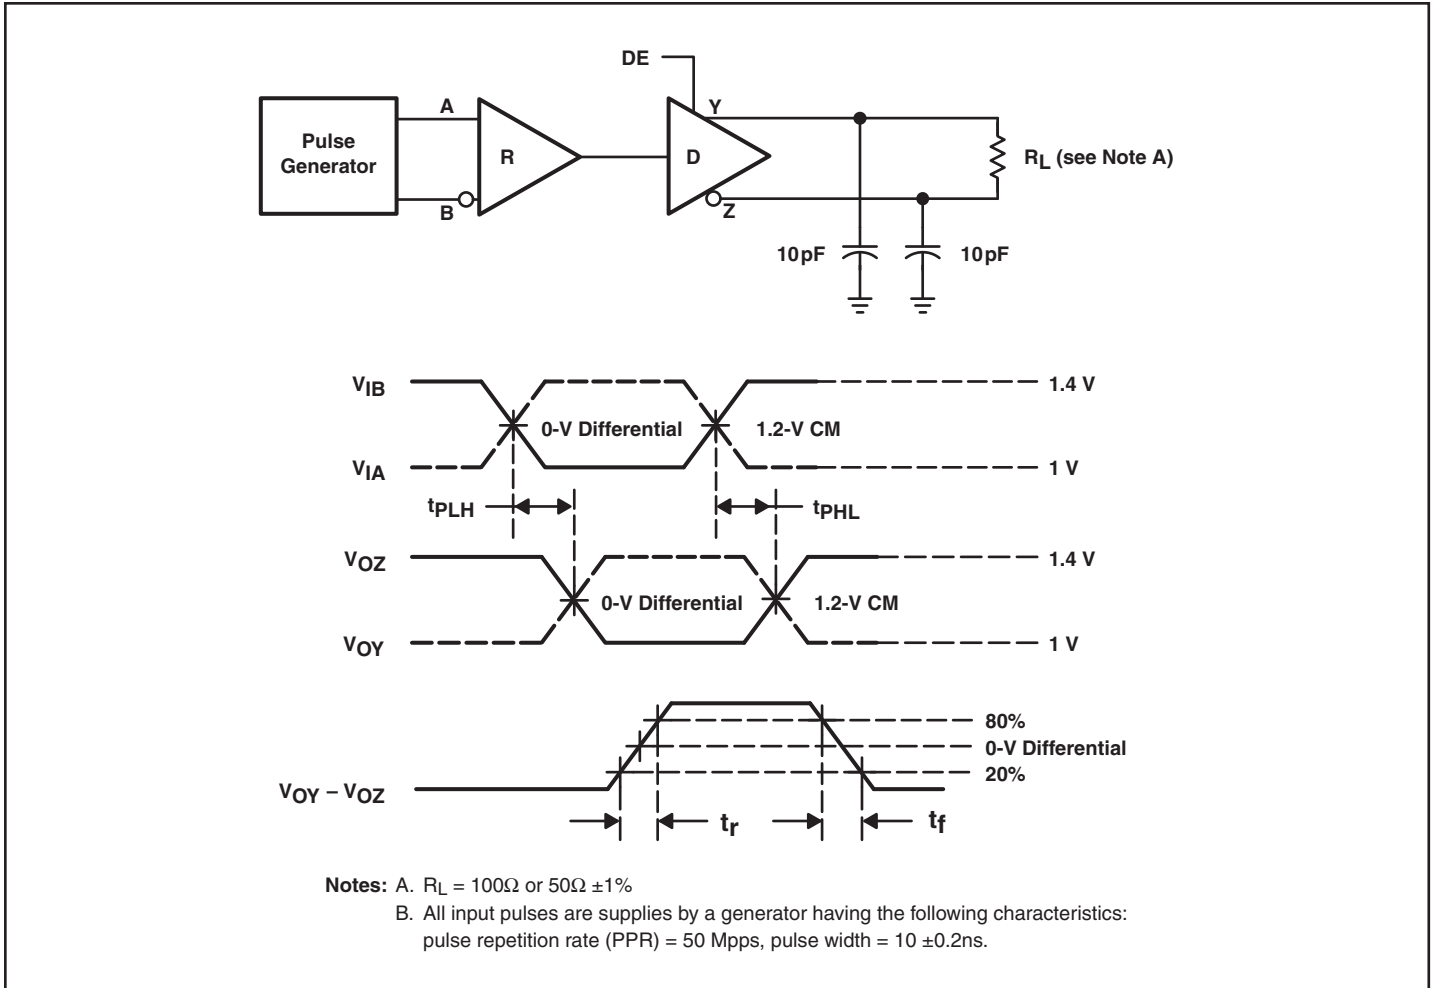 DE
A
Y
Pulse
Generator
R
D
RL (see Note A)
B
Z
10pF
10pF
VIB
1.4 V
0-V Differential
1.2-V CM
VIA
1 V
tPLH
tPHL
VOZ
1.4 V
0-V Differential
1.2-V CM
VOY
1 V
80%
0-V Differential
20%
VOY – VOZ
tr
tf
Notes: A. RL = 100Ω or 50Ω ±1%
B. All input pulses are supplies by a generator having the following characteristics:
pulse repetition rate (PPR) = 50 Mpps, pulse width = 10 ±0.2ns.